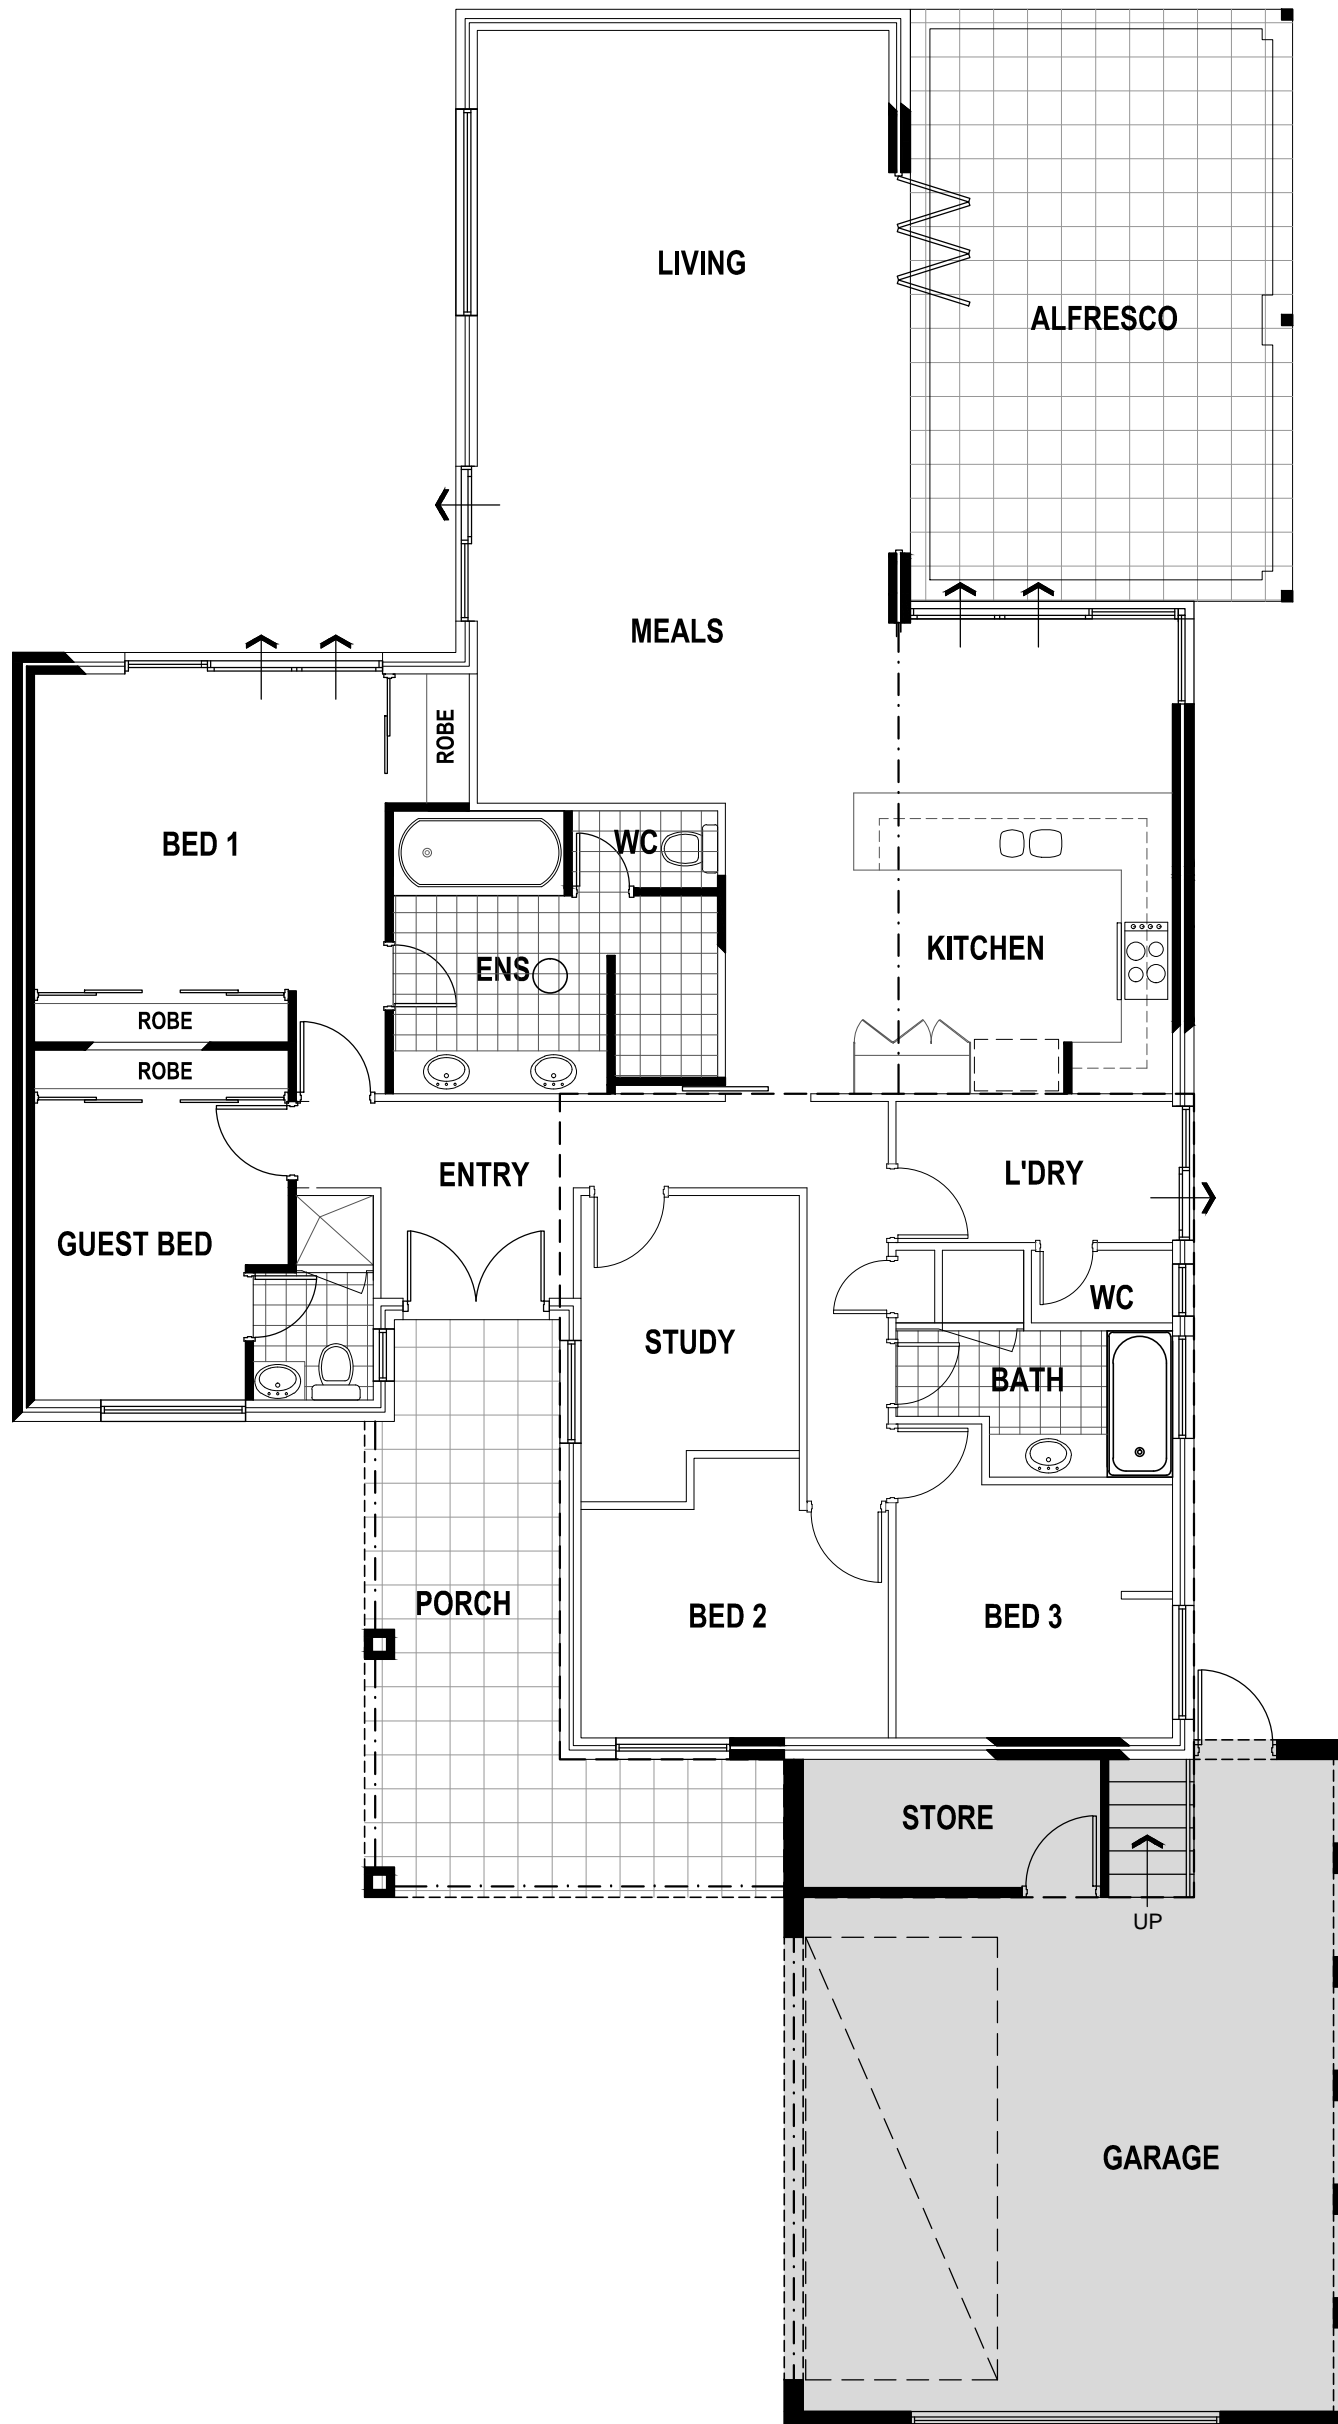 LIVING
ALFRESCO
MEALS
ROBE
BED 1
WC
KITCHEN
ENS
ROBE
ROBE
ENTRY
L'DRY
GUEST BED
WC
STUDY
BATH
PORCH
BED 2
BED 3
STORE
UP
GARAGE